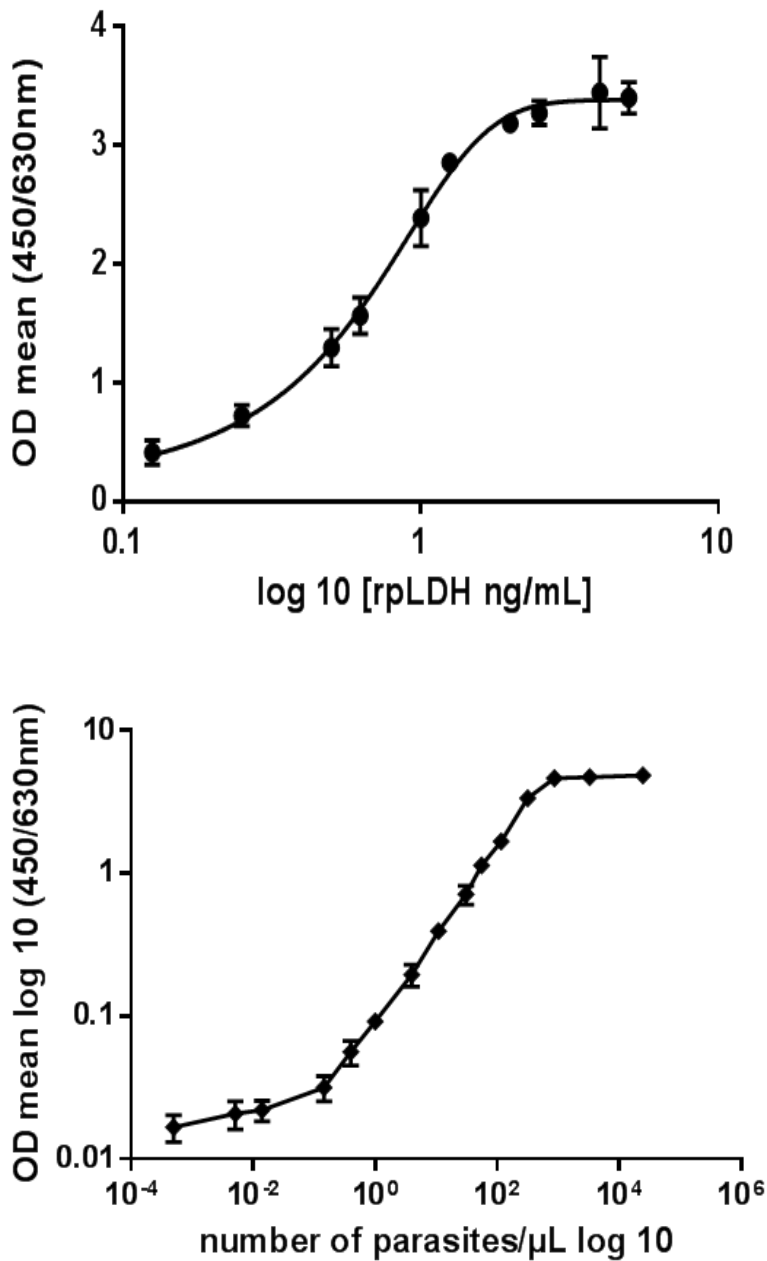 OD mean (450/630nm)
4
3
2
1
0
0.1 1 10
log 10 [rpLDH ng/mL]
OD mean log 10 (450/630nm)
10
1
0.1
0.01
10-4 10-2 100 102 104 106
number of parasites/µL log 10